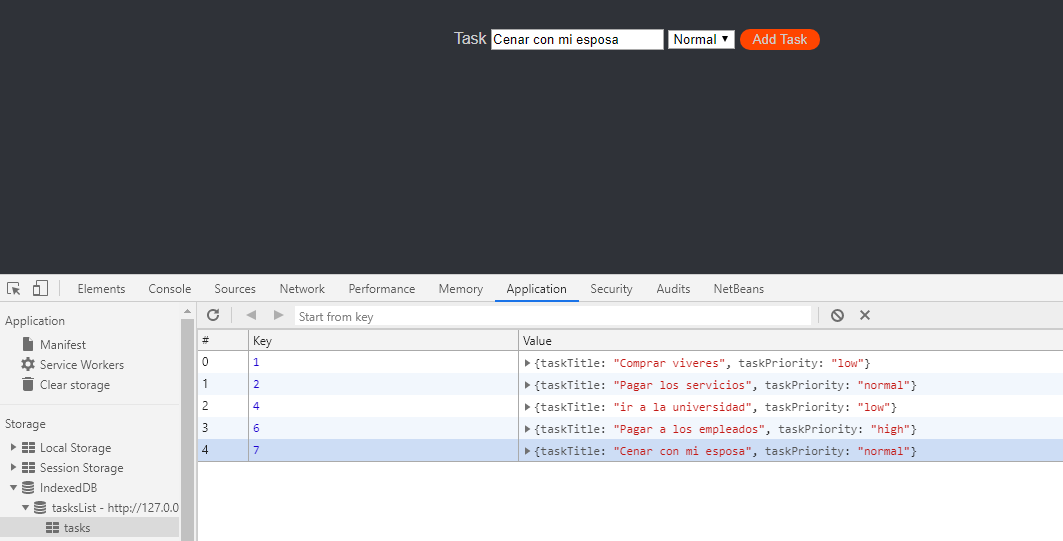 Task Cenar con mi esposa Normal ▼ Add Task
Elements Console Sources Network Performance Memory Application Security Audits NetBeans
Application
Manifest
Service Workers
Clear storage
Storage
Local Storage
Session Storage
IndexedDB
tasksList - http://127.0.0
tasks
Start from key
# Key Value
0 1 {taskTitle: "Comprar viveres", taskPriority: "low"}
1 2 {taskTitle: "Pagar los servicios", taskPriority: "normal"}
2 4 {taskTitle: "ir a la universidad", taskPriority: "low"}
3 6 {taskTitle: "Pagar a los empleados", taskPriority: "high"}
4 7 {taskTitle: "Cenar con mi esposa", taskPriority: "normal"}